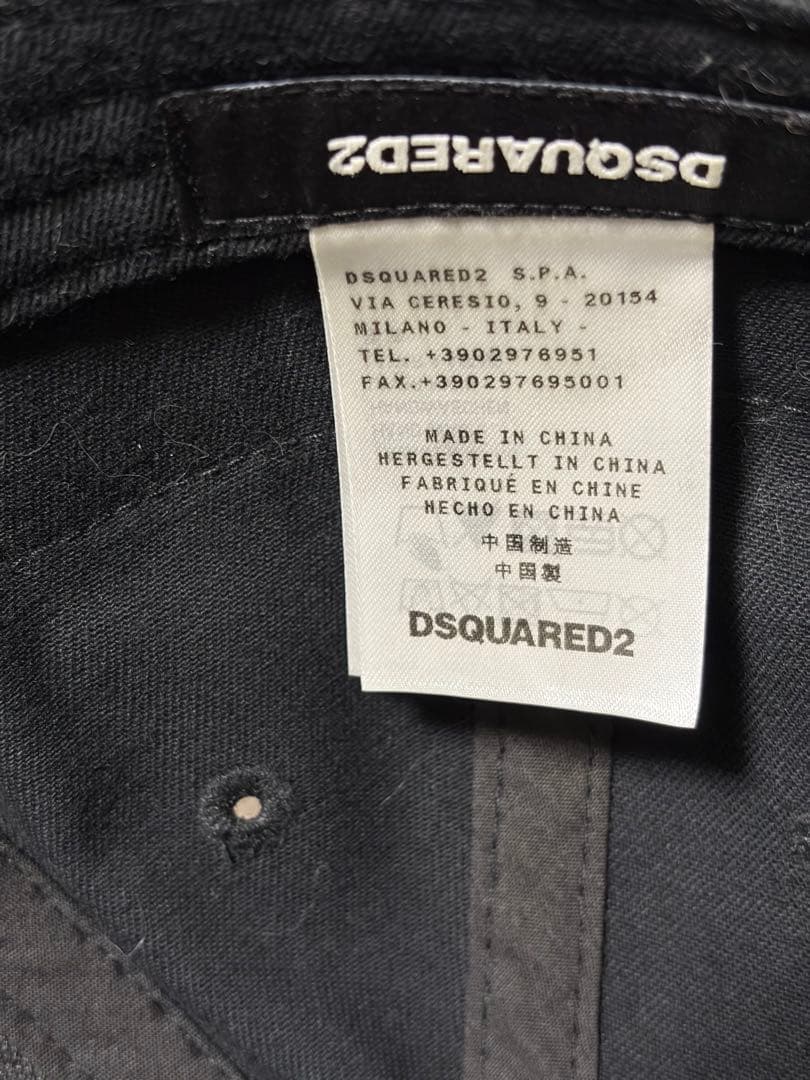 DSQUARED2
DSQUARED2 S.P.A.
VIA CERESIO, 9 - 20154
MILANO - ITALY -
TEL. +3902976951
FAX.+390297695001
MADE IN CHINA
HERGESTELLT IN CHINA
FABRIQUÉ EN CHINE
HECHO EN CHINA
中国制造
中国製
DSQUARED2